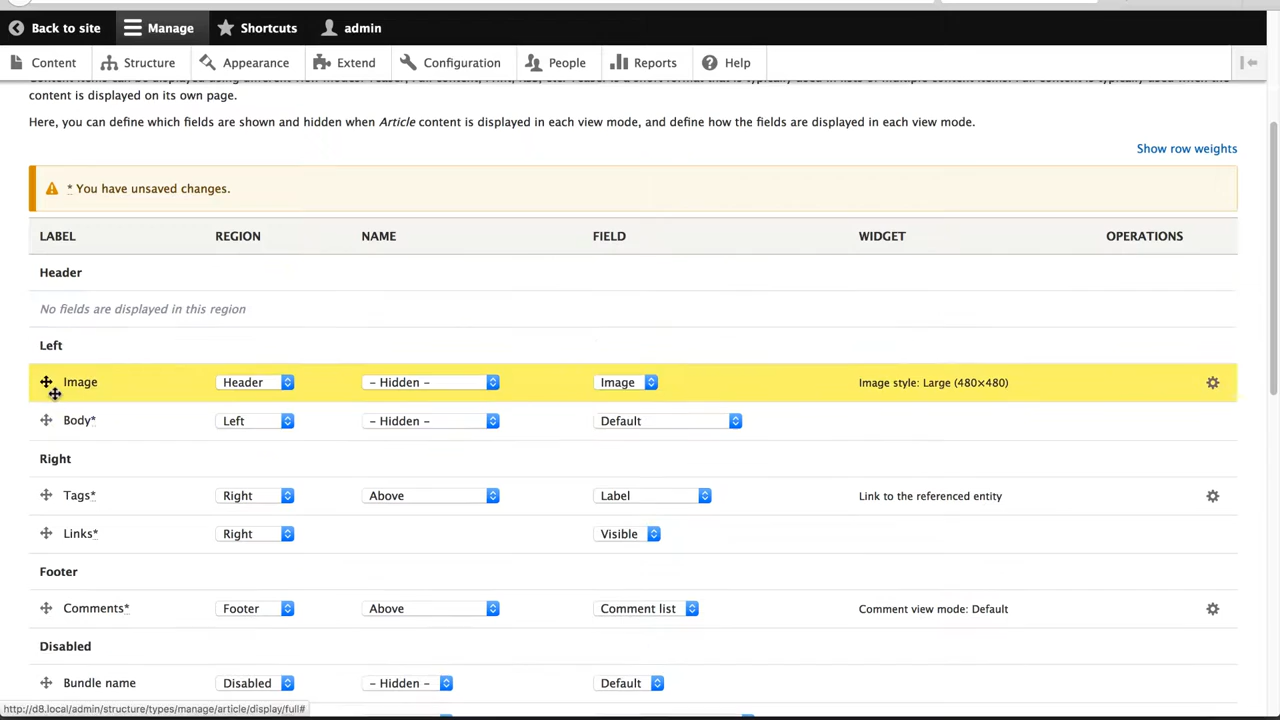 Back to site Manage Shortcuts admin
Content Structure Appearance Extend Configuration People Reports Help
content is displayed on its own page.
Here, you can define which fields are shown and hidden when Article content is displayed in each view mode, and define how the fields are displayed in each view mode.
Show row weights
* You have unsaved changes.
LABEL REGION NAME FIELD WIDGET OPERATIONS
Header
No fields are displayed in this region
Left
Image Header - Hidden - Image Image style: Large (480×480)
Body* Left - Hidden - Default
Right
Tags* Right Above Label Link to the referenced entity
Links* Right Visible
Footer
Comments* Footer Above Comment list Comment view mode: Default
Disabled
Bundle name Disabled - Hidden - Default
http://d8.local/admin/structure/types/manage/article/display/full#